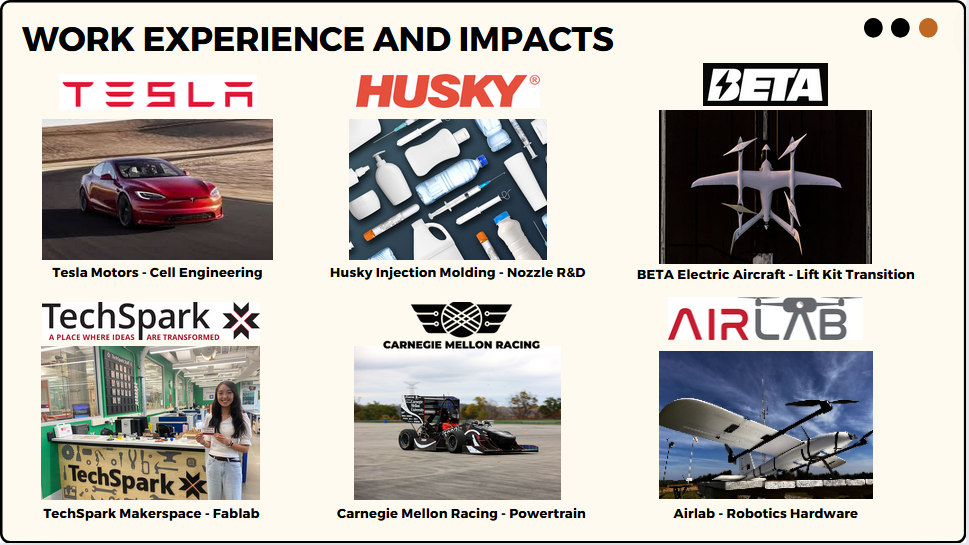 WORK EXPERIENCE AND IMPACTS
TESLA
HUSKY®
BETA
Tesla Motors - Cell Engineering
Husky Injection Molding - Nozzle R&D
BETA Electric Aircraft - Lift Kit Transition
TechSpark
A PLACE WHERE IDEAS ARE TRANSFORMED
CARNEGIE MELLON RACING
AIRLAB
TechSpark
TechSpark Makerspace - Fablab
Carnegie Mellon Racing - Powertrain
Airlab - Robotics Hardware